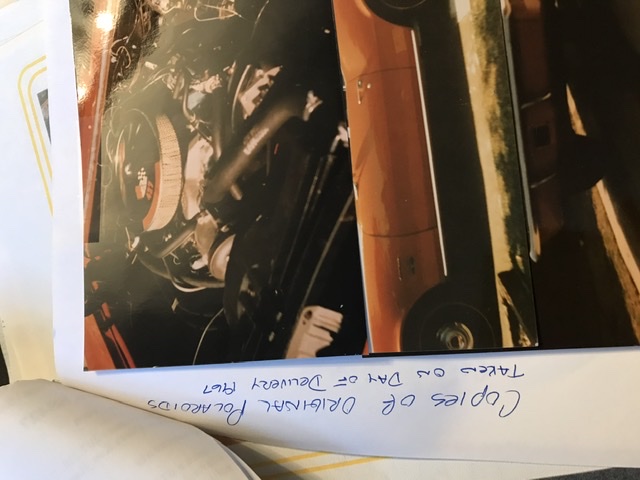 Copies of Original Polaroids
Taken on Day of Delivery 1967